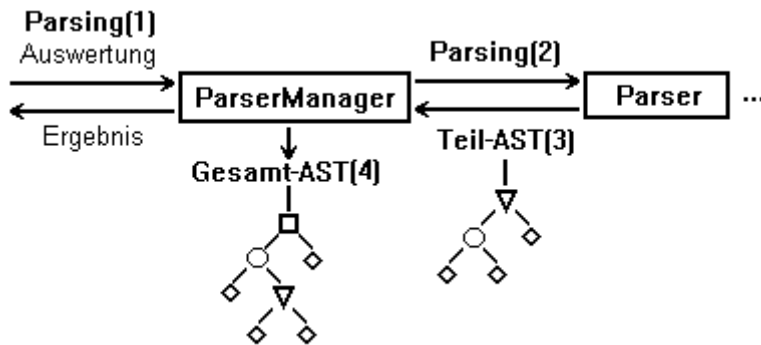 Parsing(1)
Auswertung
Parsing(2)
ParserManager
Parser
...
Ergebnis
Teil-AST(3)
Gesamt-AST(4)